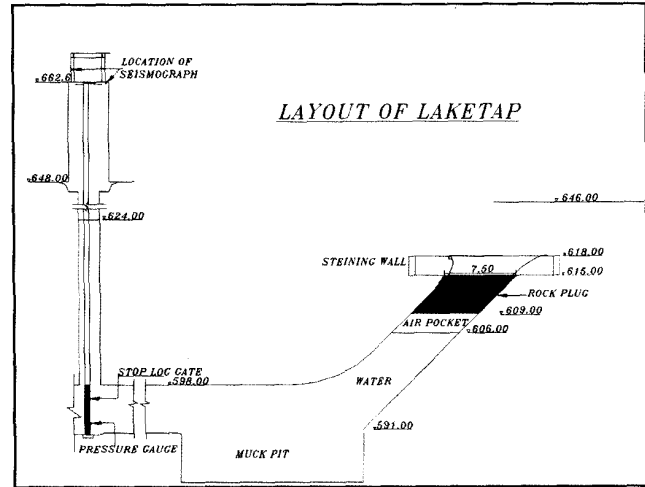 LOCATION OF
SEISMOGRAPH
662.6
LAYOUT OF LAKETAP
648.00
646.00
624.00
STEINING WALL
618.00
7.50
615.00
ROCK PLUG
609.00
AIR POCKET
606.00
STOP LOC GATE
598.00
WATER
591.00
PRESSURE GAUGE
MUCK PIT